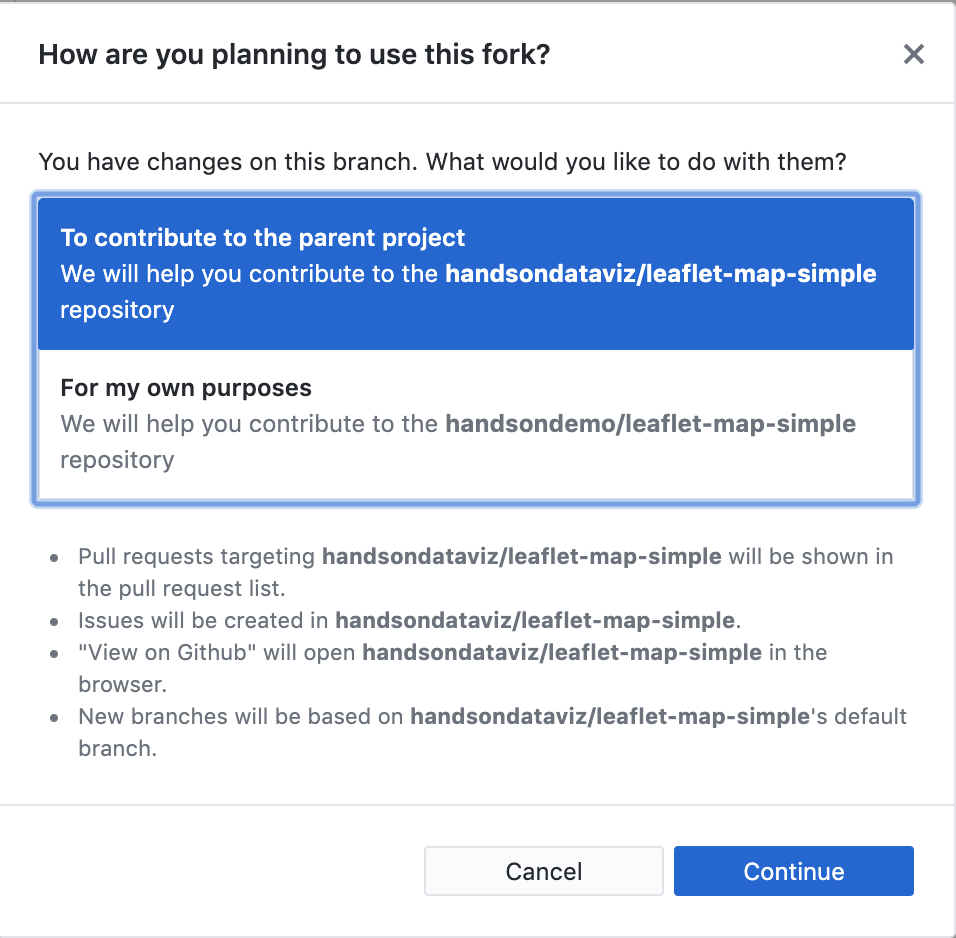 How are you planning to use this fork?
You have changes on this branch. What would you like to do with them?
To contribute to the parent project
We will help you contribute to the handsondataviz/leaflet-map-simple
repository
For my own purposes
We will help you contribute to the handsondemo/leaflet-map-simple
repository
• Pull requests targeting handsondataviz/leaflet-map-simple will be shown in
the pull request list.
• Issues will be created in handsondataviz/leaflet-map-simple.
• "View on Github" will open handsondataviz/leaflet-map-simple in the
browser.
• New branches will be based on handsondataviz/leaflet-map-simple's default
branch.
Cancel
Continue